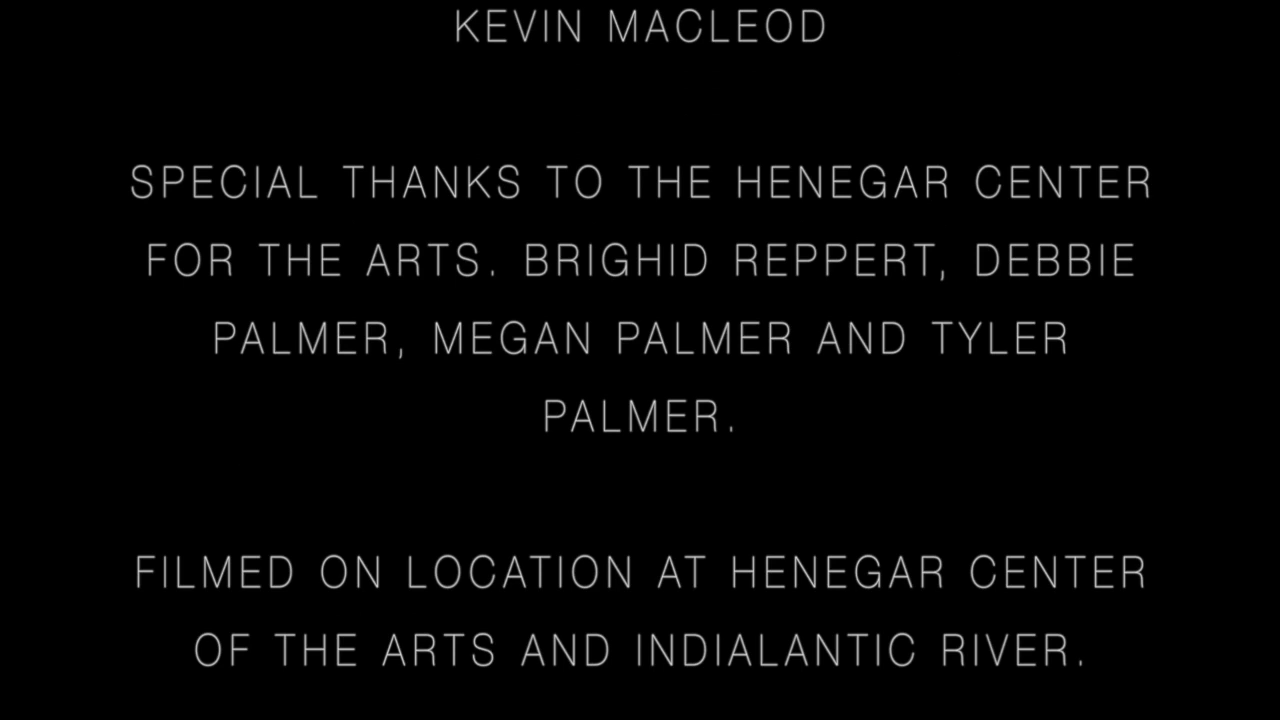 KEVIN MACLEOD
SPECIAL THANKS TO THE HENEGAR CENTER
FOR THE ARTS. BRIGHID REPPERT, DEBBIE
PALMER, MEGAN PALMER AND TYLER
PALMER.
FILMED ON LOCATION AT HENEGAR CENTER
OF THE ARTS AND INDIALANTIC RIVER.